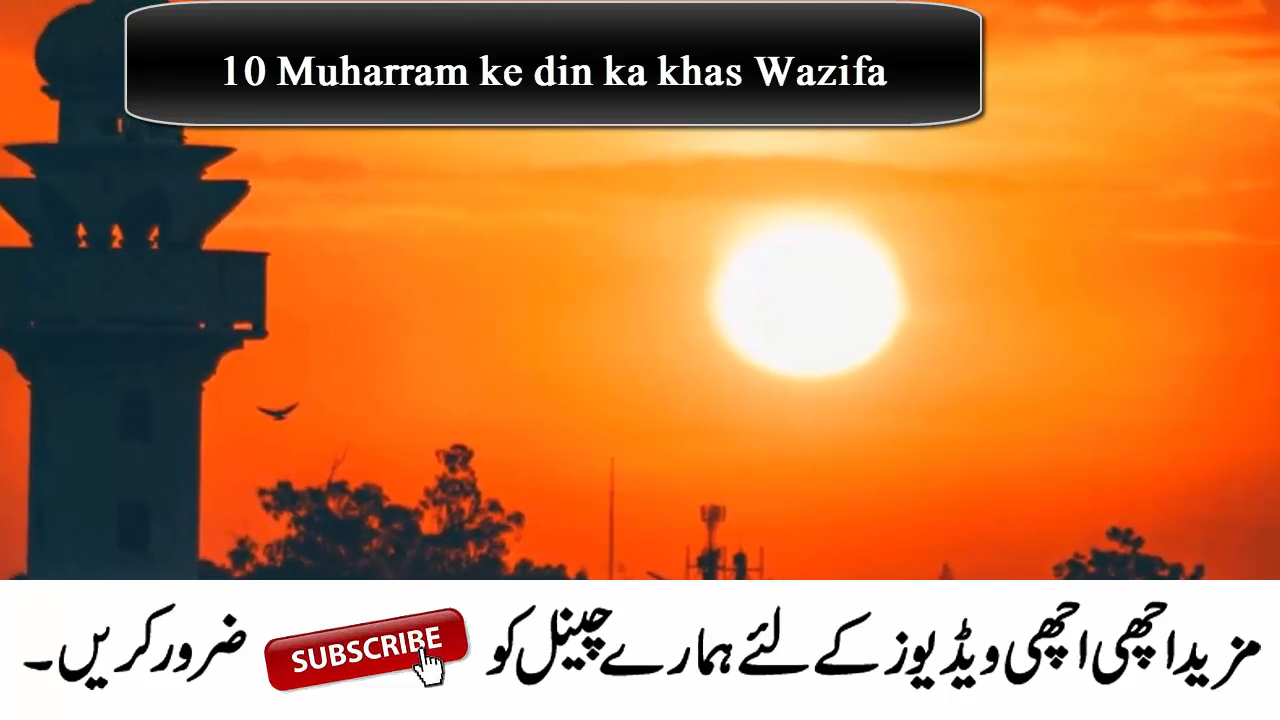 10 Muharram ke din ka khas Wazifa
مزید اچھی اچھی ویڈیوز کے لئے ہمارے چینل کو SUBSCRIBE ضرور کریں۔